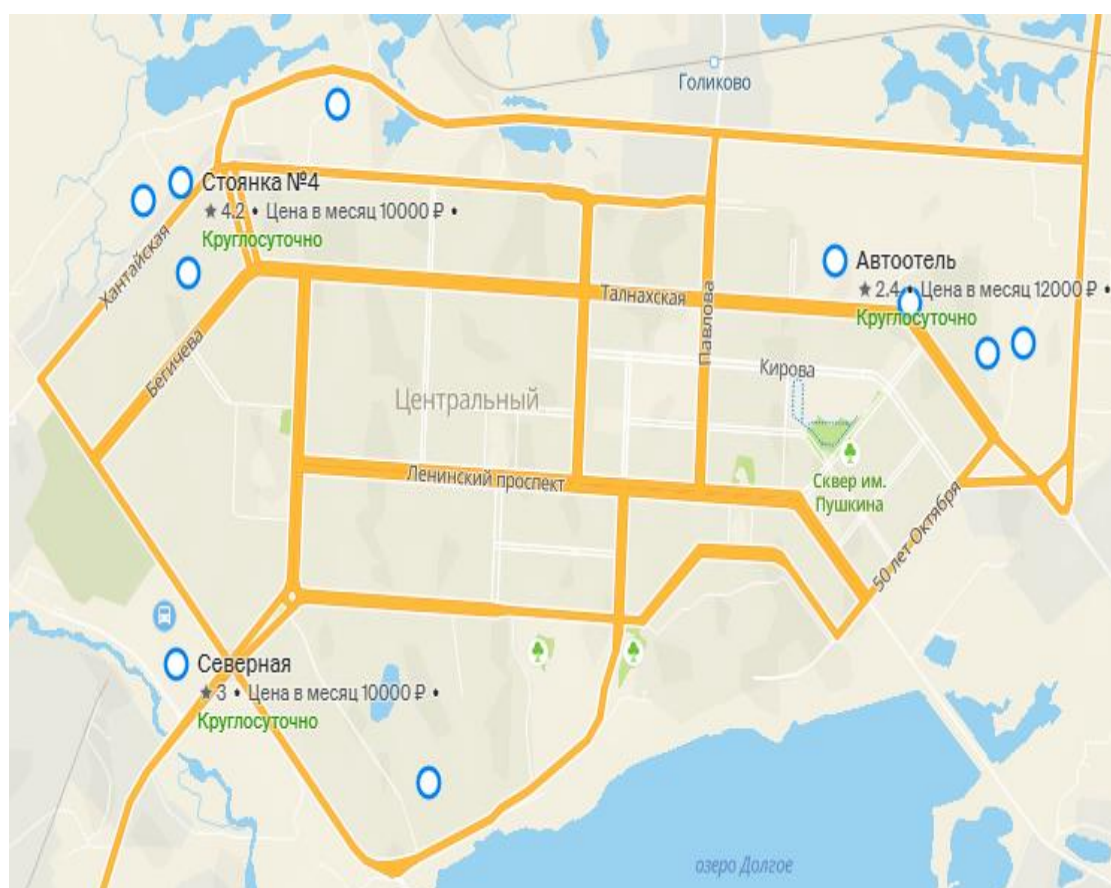 Голиково
Стоянка №4
★ 4.2 • Цена в месяц 10000 ₽ •
Круглосуточно
Хантайская
Автоотель
★ 2.4 • Цена в месяц 12000 ₽ •
Круглосуточно
Талнахская
Павлова
Бегичева
Кирова
Центральный
Ленинский проспект
Сквер им.
Пушкина
50 лет Октября
Северная
★ 3 • Цена в месяц 10000 ₽ •
Круглосуточно
озеро Долгое